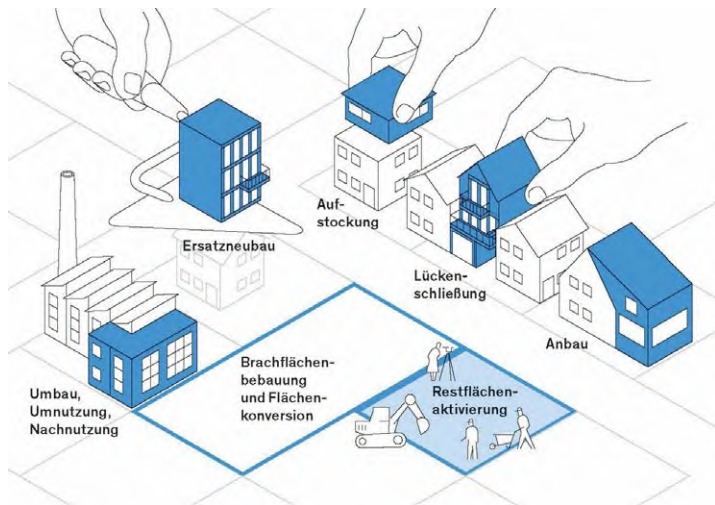 Ersatzneubau
Auf-
stockung
Lücken-
schließung
Anbau
Umbau,
Umnutzung,
Nachnutzung
Brachflächen-
bebauung
und Flächen-
konversion
Restflächen-
aktivierung